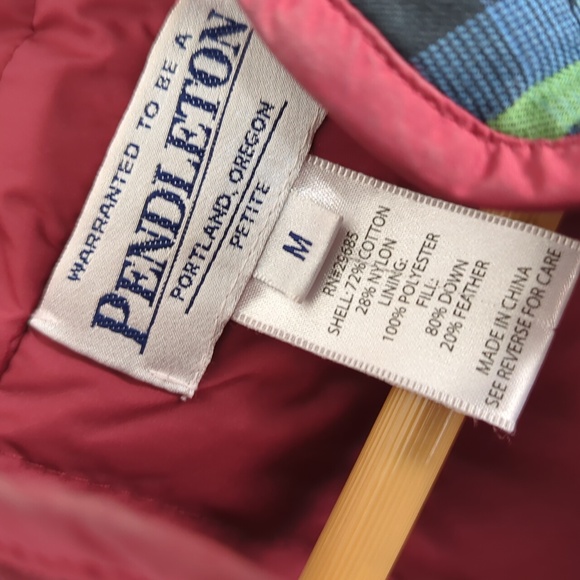 WARRANTED TO BE A
PENDLETON
PORTLAND, OREGON
PETITE
M
RN#29685
SHELL: 72% COTTON
28% NYLON
LINING:
100% POLYESTER
FILL:
80% DOWN
20% FEATHER
MADE IN CHINA
SEE REVERSE FOR CARE